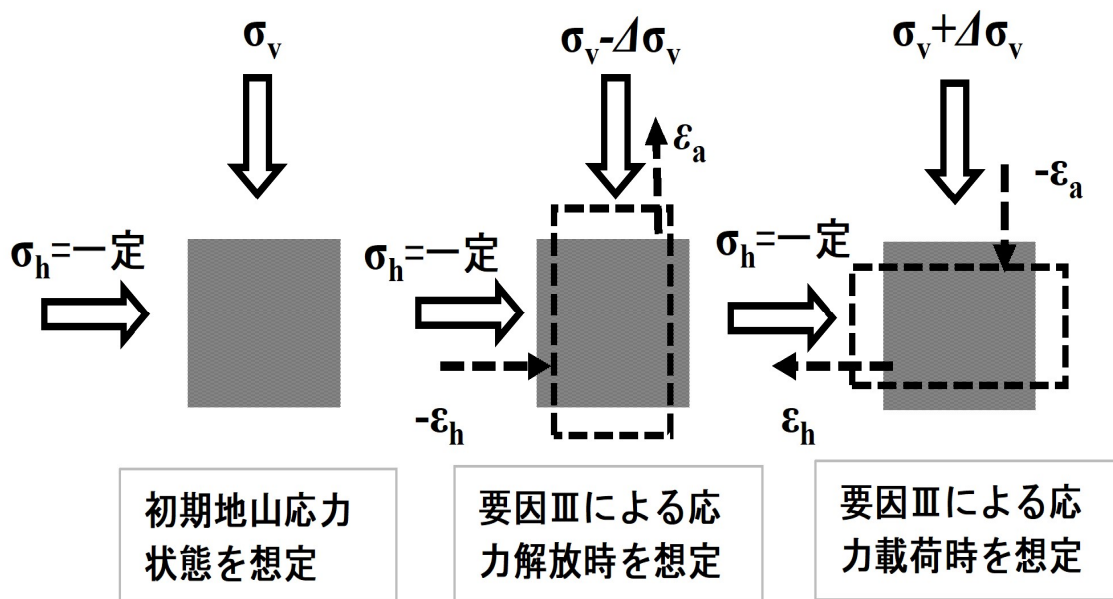 σv
σh=一定
初期地山応力
状態を想定
σv-Δσv
εa
σh=一定
-εh
要因Ⅲによる応
力解放時を想定
σv+Δσv
-εa
σh=一定
εh
要因Ⅲによる応
力載荷時を想定